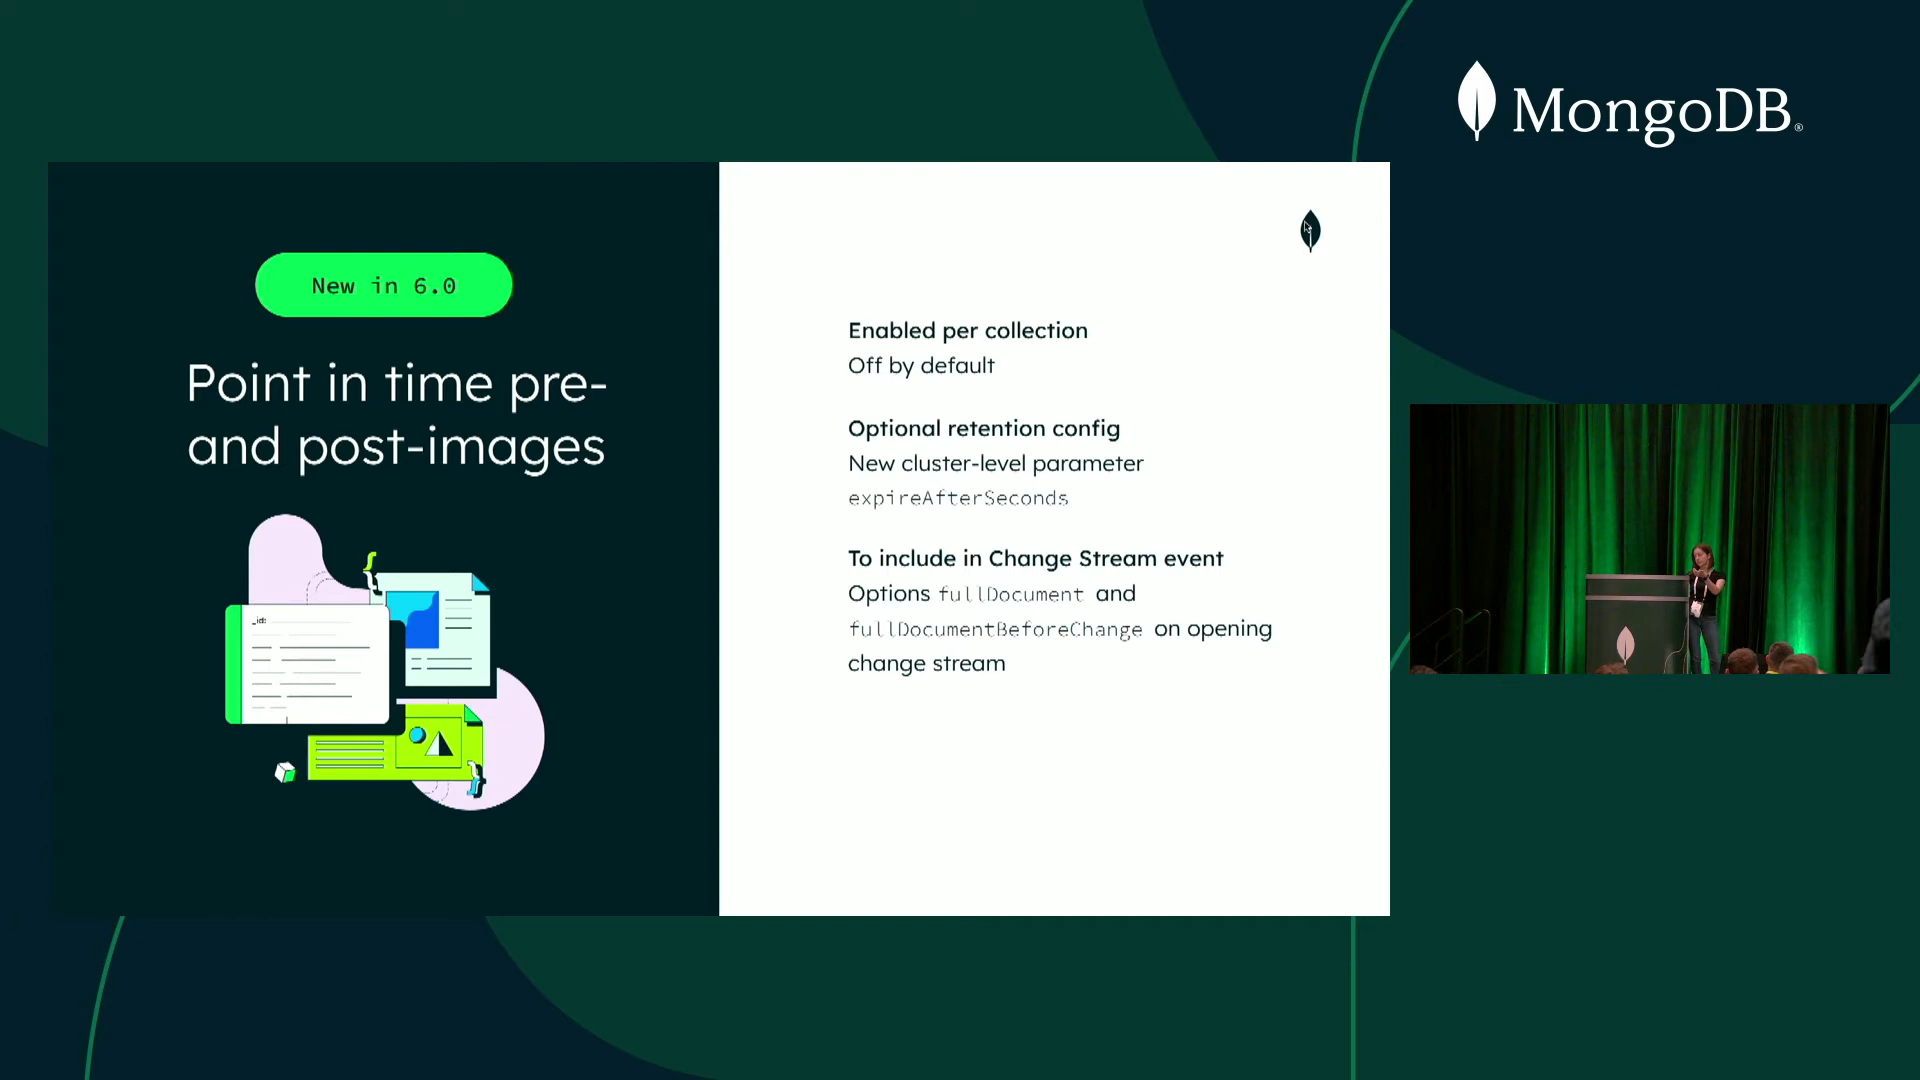 MongoDB®
New in 6.0
Point in time pre-
and post-images
_id:
Enabled per collection
Off by default
Optional retention config
New cluster-level parameter
expireAfterSeconds
To include in Change Stream event
Options fullDocument and
fullDocumentBeforeChange on opening
change stream